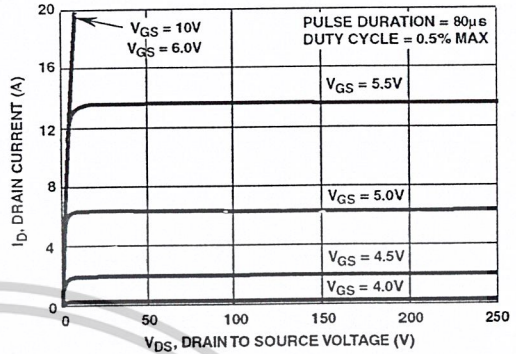 20
16
12
8
4
0
I_D, DRAIN CURRENT (A)
V_GS = 10V
V_GS = 6.0V
PULSE DURATION = 80µs
DUTY CYCLE = 0.5% MAX
V_GS = 5.5V
V_GS = 5.0V
V_GS = 4.5V
V_GS = 4.0V
0 50 100 150 200 250
V_DS, DRAIN TO SOURCE VOLTAGE (V)